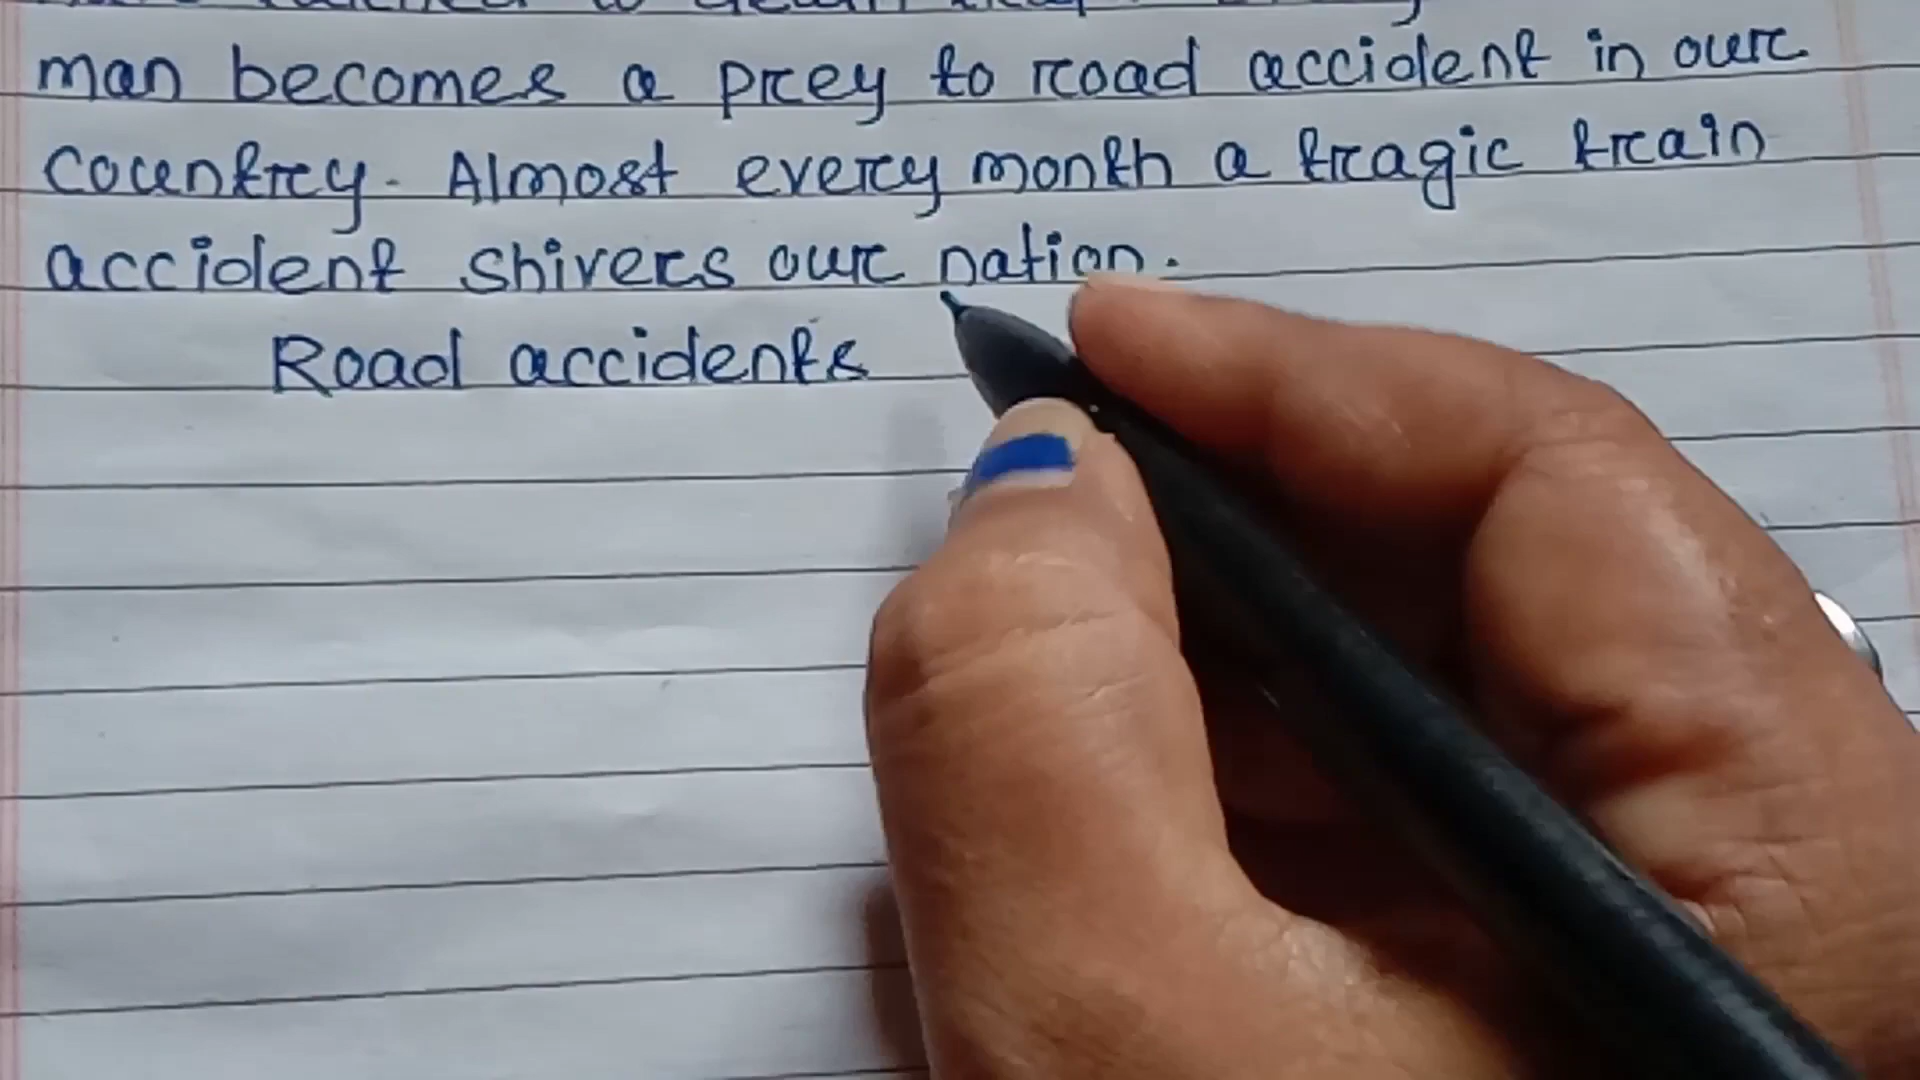 man becomes a prey to road accident in our
country. Almost every month a tragic train
accident shivers our nation.
Road accidents